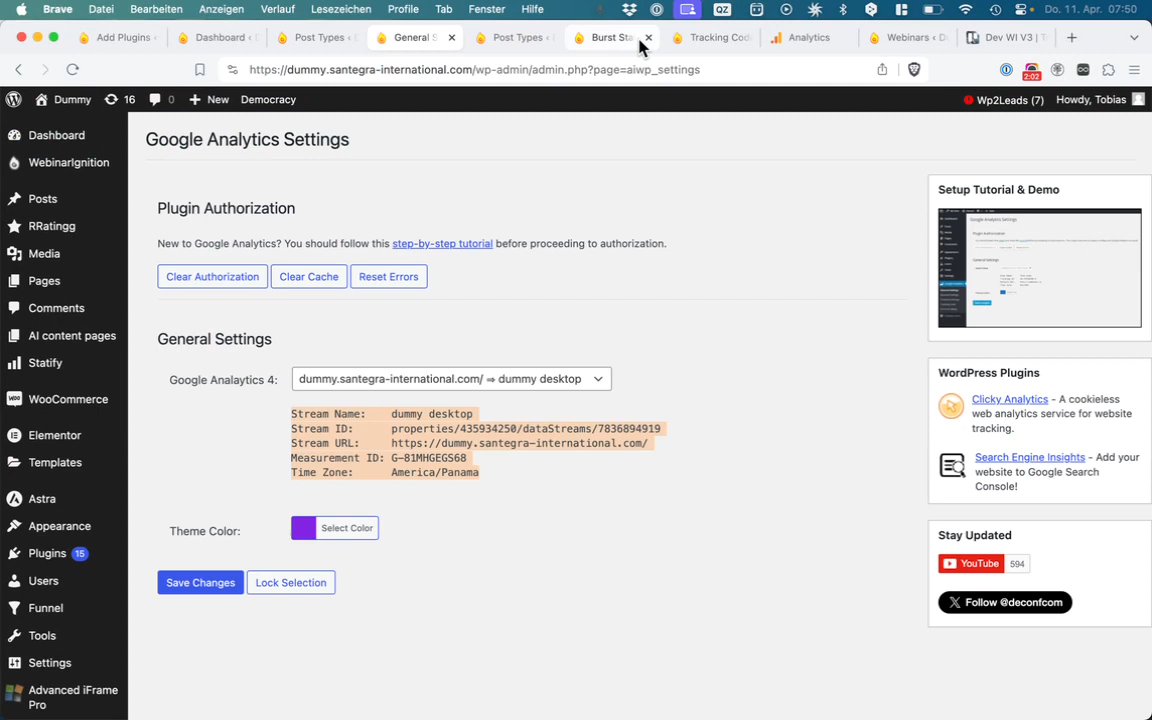 Brave Datei Bearbeiten Anzeigen Verlauf Lesezeichen Profile Tab Fenster Hilfe QZ Do. 11. Apr. 07:50
Add Plugins ‹ Dashboard ‹ Post Types ‹ General S Post Types ‹ Burst Sta Tracking Cod Analytics Webinars ‹ D Dev WI V3 | T
https://dummy.santegra-international.com/wp-admin/admin.php?page=aiwp_settings 2:02
Dummy 16 0 New Democracy Wp2Leads (7) Howdy, Tobias
Dashboard
WebinarIgnition
Posts
RRatingg
Media
Pages
Comments
AI content pages
Statify
WooCommerce
Elementor
Templates
Astra
Appearance
Plugins 15
Users
Funnel
Tools
Settings
Advanced iFrame
Pro
Google Analytics Settings
Plugin Authorization
New to Google Analytics? You should follow this step-by-step tutorial before proceeding to authorization.
Clear Authorization Clear Cache Reset Errors
General Settings
Google Analaytics 4: dummy.santegra-international.com/ ⇒ dummy desktop
Stream Name: dummy desktop
Stream ID: properties/435934250/dataStreams/7836894919
Stream URL: https://dummy.santegra-international.com/
Measurement ID: G-81MHGEGS68
Time Zone: America/Panama
Theme Color: Select Color
Save Changes Lock Selection
Setup Tutorial & Demo
WordPress Plugins
Clicky Analytics - A cookieless
web analytics service for website
tracking.
Search Engine Insights - Add your
website to Google Search
Console!
Stay Updated
YouTube 594
Follow @deconfcom